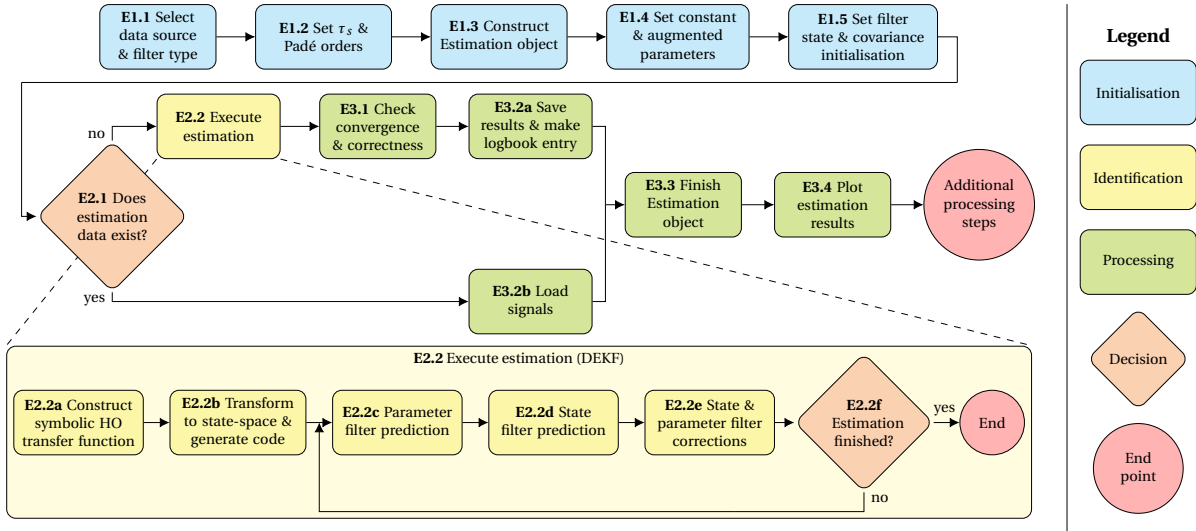 E1.1 Select
data source
& filter type
E1.2 Set τs &
Padé orders
E1.3 Construct
Estimation object
E1.4 Set constant
& augmented
parameters
E1.5 Set filter
state & covariance
initialisation
no
E2.2 Execute
estimation
E3.1 Check
convergence
& correctness
E3.2a Save
results & make
logbook entry
E2.1 Does
estimation
data exist?
E3.3 Finish
Estimation
object
E3.4 Plot
estimation
results
Additional
processing
steps
yes
E3.2b Load
signals
E2.2 Execute estimation (DEKF)
E2.2a Construct
symbolic HO
transfer function
E2.2b Transform
to state-space &
generate code
E2.2c Parameter
filter prediction
E2.2d State
filter prediction
E2.2e State &
parameter filter
corrections
E2.2f
Estimation
finished?
yes
End
no
Legend
Initialisation
Identification
Processing
Decision
End
point